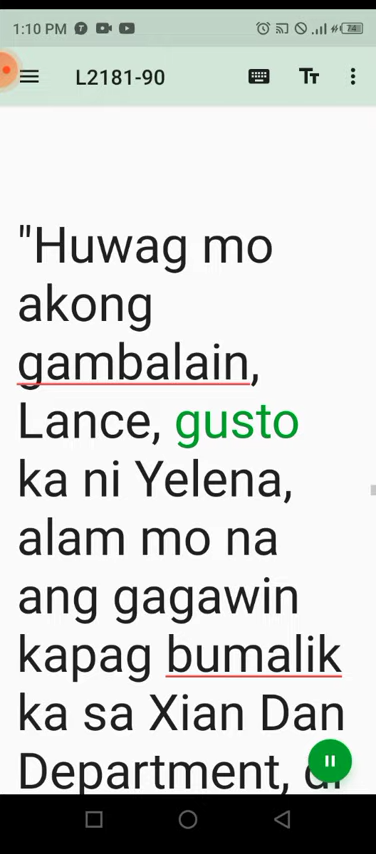 1:10 PM
74
L2181-90
"Huwag mo
akong
gambalain,
Lance, gusto
ka ni Yelena,
alam mo na
ang gagawin
kapag bumalik
ka sa Xian Dan
Department,